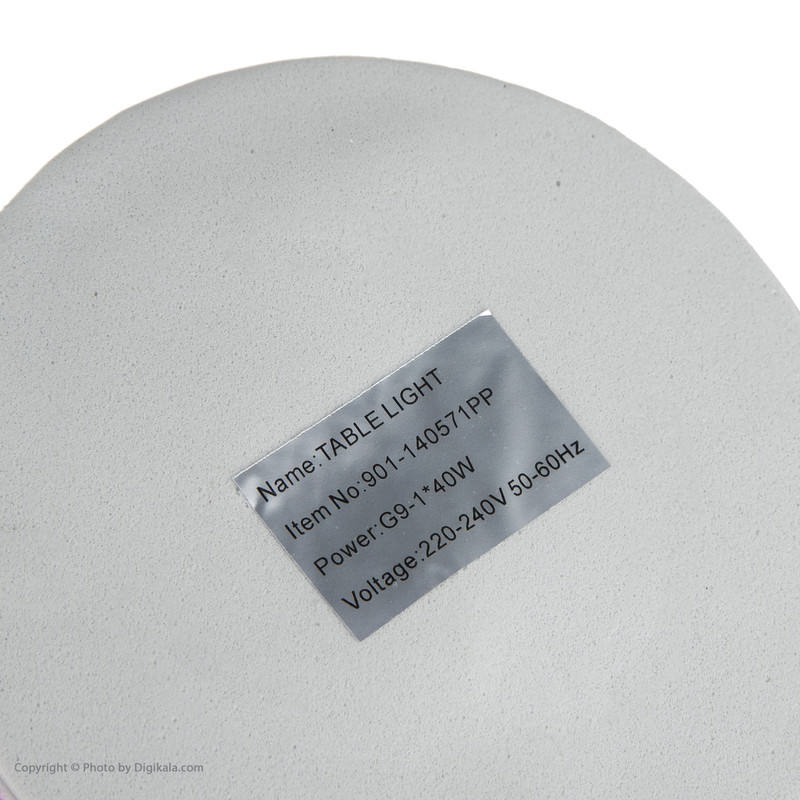 Name:TABLE LIGHT
Item No:901-140571PP
Power:G9-1*40W
Voltage:220-240V 50-60Hz
Copyright © Photo by Digikala.com